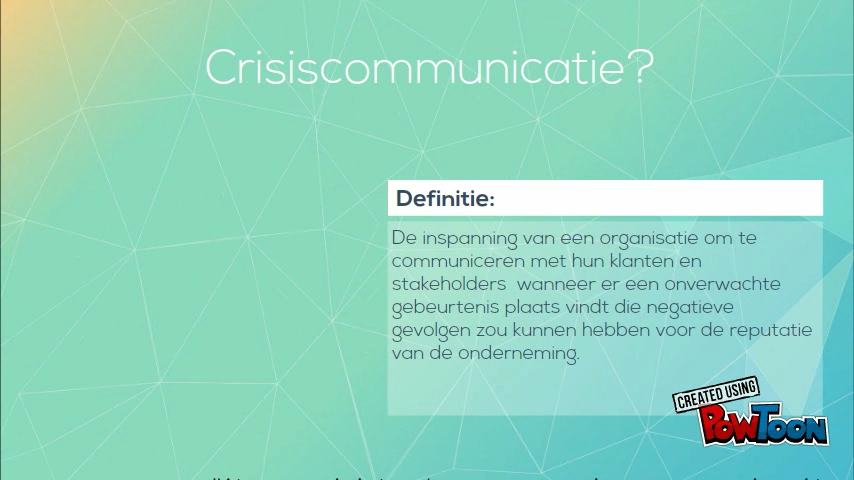 Crisiscommunicatie?
Definitie:
De inspanning van een organisatie om te
communiceren met hun klanten en
stakeholders wanneer er een onverwachte
gebeurtenis plaats vindt die negatieve
gevolgen zou kunnen hebben voor de reputatie
van de onderneming.
CREATED USING
POWTOON